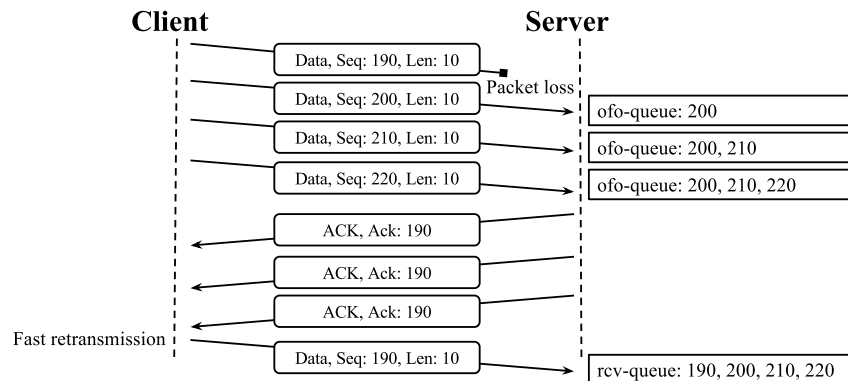 Client
Server
Data, Seq: 190, Len: 10
Packet loss
Data, Seq: 200, Len: 10
ofo-queue: 200
Data, Seq: 210, Len: 10
ofo-queue: 200, 210
Data, Seq: 220, Len: 10
ofo-queue: 200, 210, 220
ACK, Ack: 190
ACK, Ack: 190
ACK, Ack: 190
Fast retransmission
Data, Seq: 190, Len: 10
rcv-queue: 190, 200, 210, 220